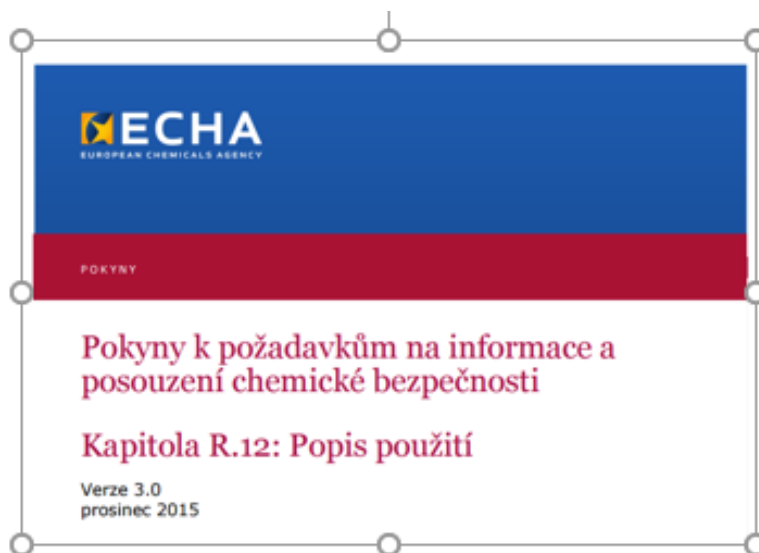 ECHA
EUROPEAN CHEMICALS AGENCY
POKYNY
Pokyny k požadavkům na informace a
posouzení chemické bezpečnosti
Kapitola R.12: Popis použití
Verze 3.0
prosinec 2015